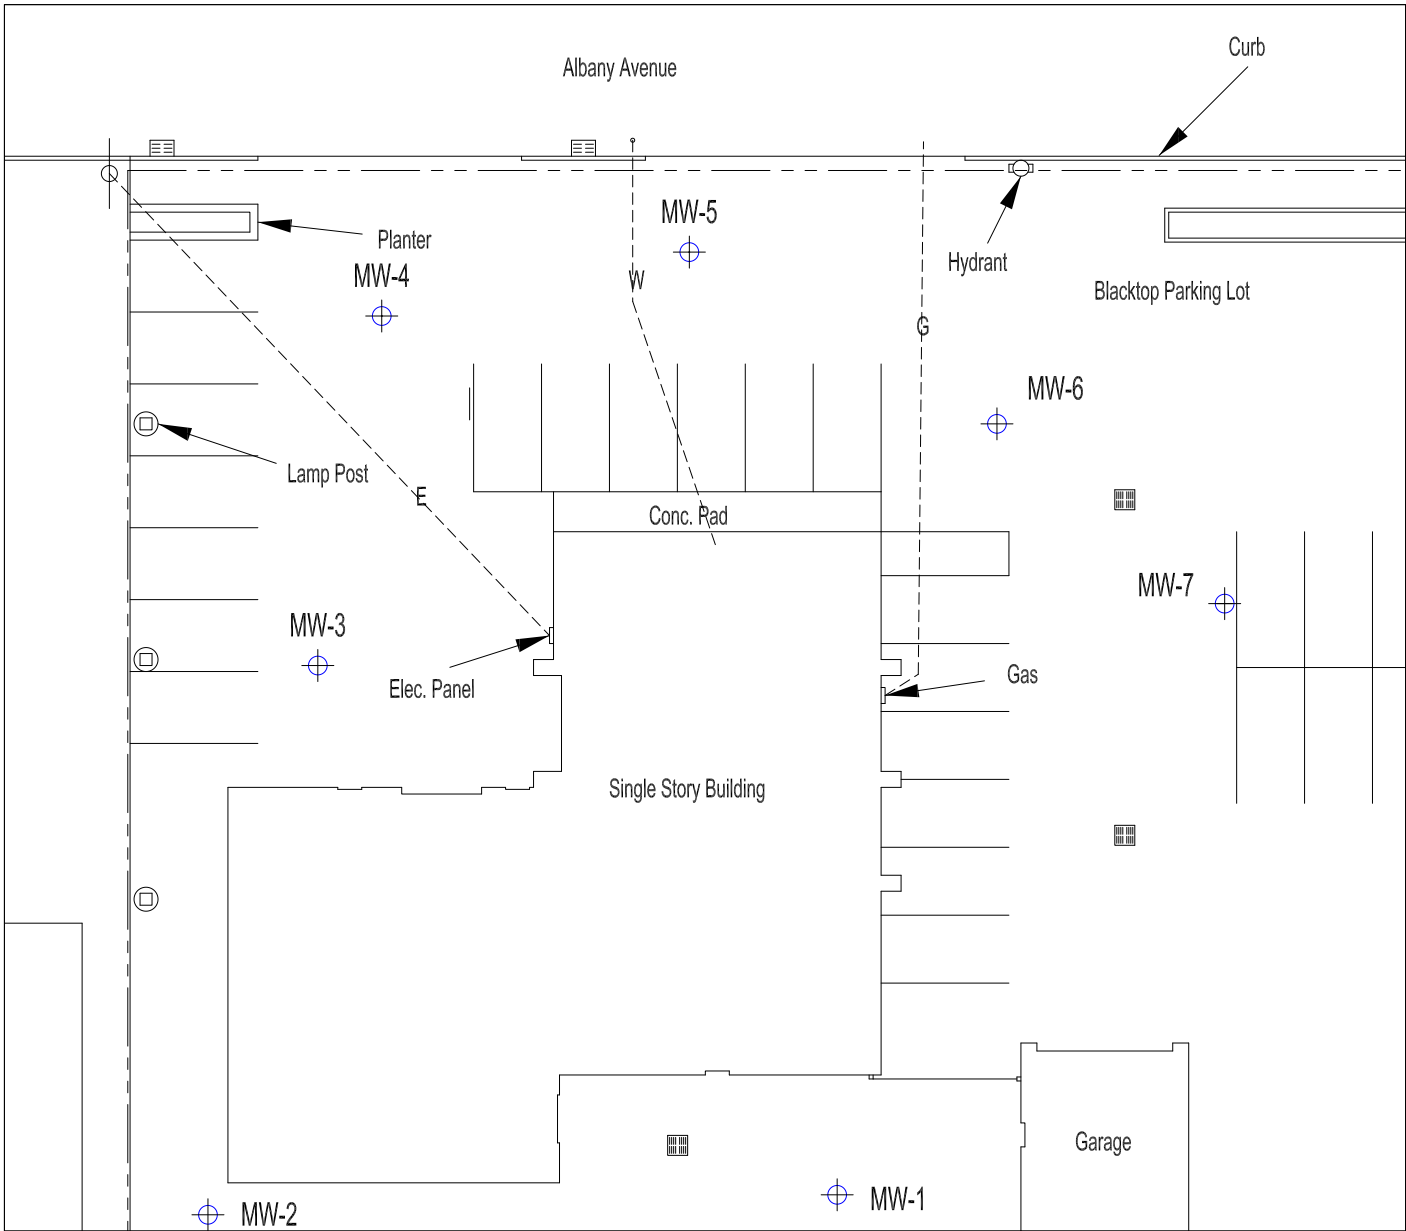 Curb
Albany Avenue
MW-5
Planter
Hydrant
MW-4
W
Blacktop Parking Lot
G
MW-6
Lamp Post
E
Conc. Pad
MW-7
MW-3
Gas
Elec. Panel
Single Story Building
Garage
MW-1
MW-2